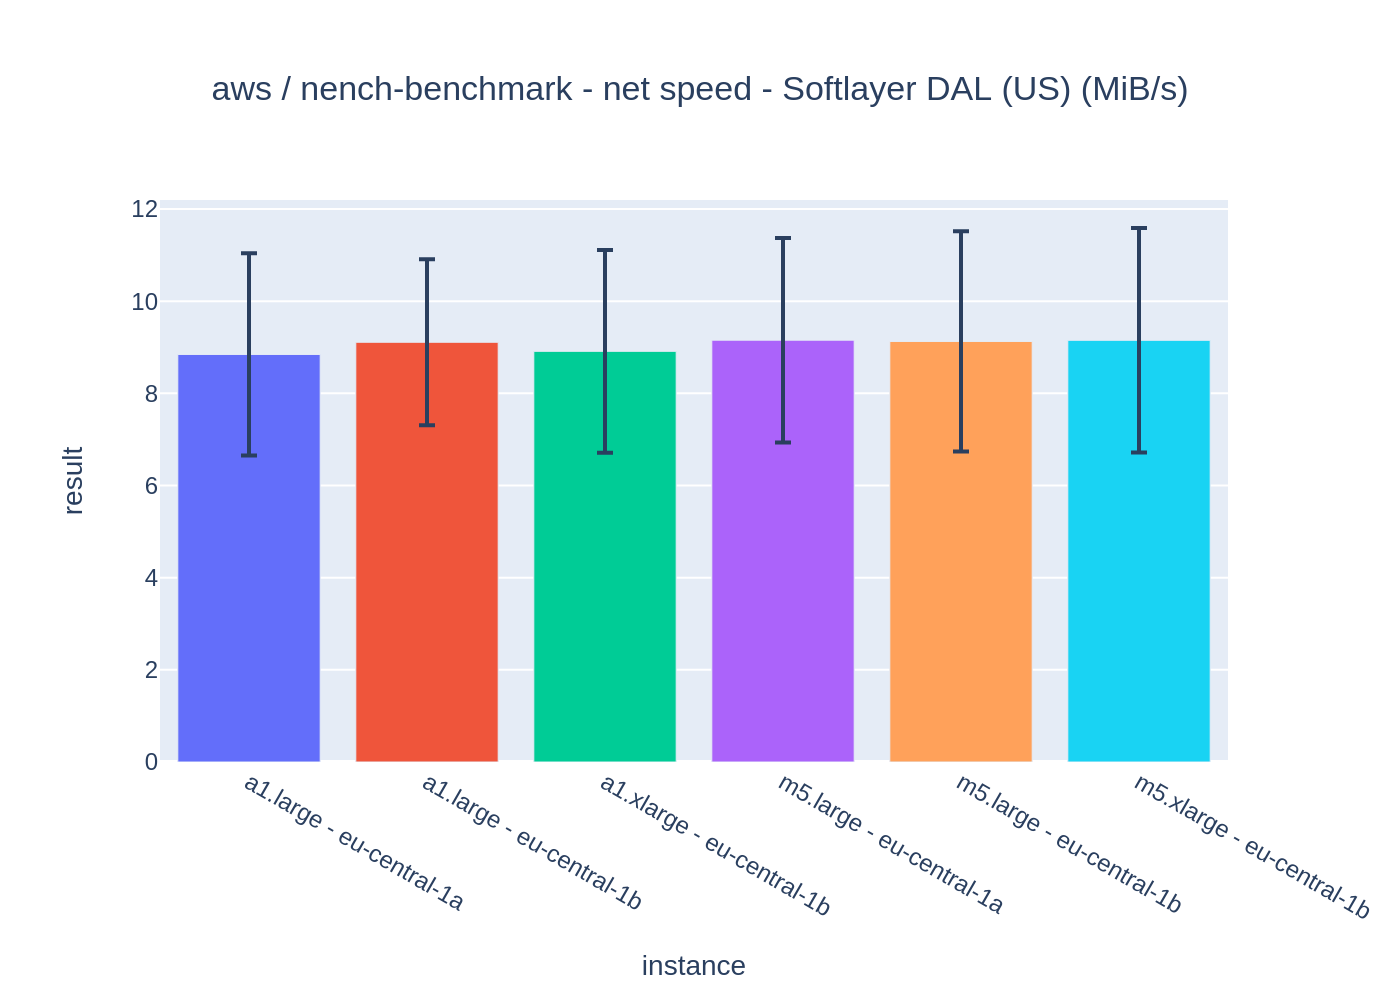 aws / nench-benchmark - net speed - Softlayer DAL (US) (MiB/s)
12
10
8
6
4
2
0
result
a1.large - eu-central-1a
a1.large - eu-central-1b
a1.xlarge - eu-central-1b
m5.large - eu-central-1a
m5.large - eu-central-1b
m5.xlarge - eu-central-1b
instance